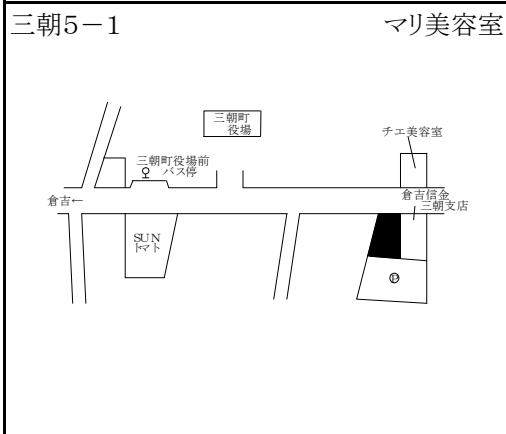 三朝5－1
マリ美容室
三朝町
役場
チエ美容室
三朝町役場前
バス停
倉吉←
倉吉信金
三朝支店
SUN
トマト
P